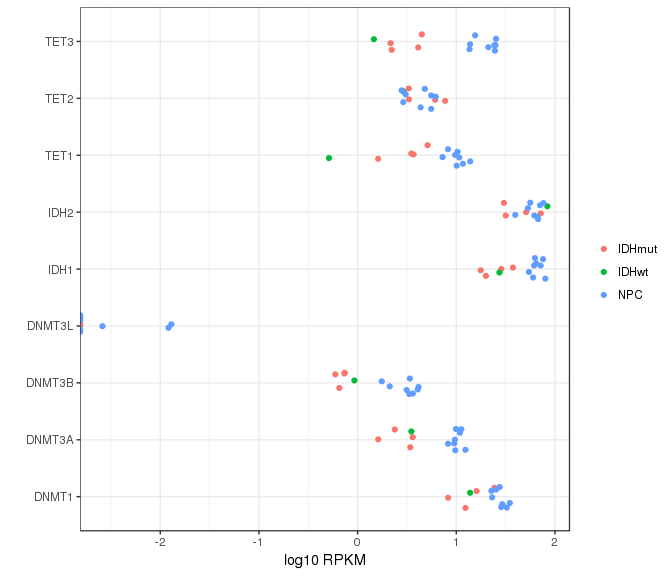 TET3
TET2
TET1
IDH2
IDH1
DNMT3L
DNMT3B
DNMT3A
DNMT1
-2 -1 0 1 2
log10 RPKM
IDHmut
IDHwt
NPC